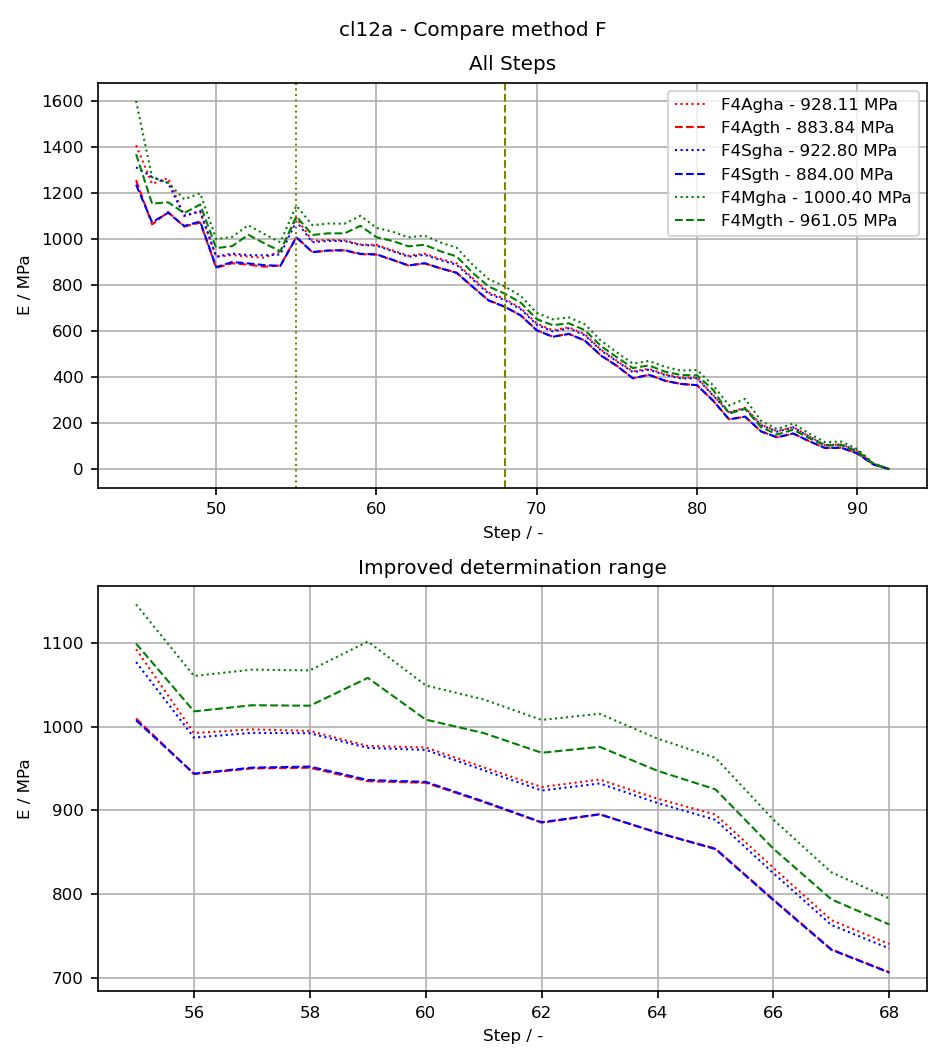 cl12a - Compare method F
All Steps
1600
1400
1200
1000
800
600
400
200
0
E / MPa
F4Agha - 928.11 MPa
F4Agth - 883.84 MPa
F4Sgha - 922.80 MPa
F4Sgth - 884.00 MPa
F4Mgha - 1000.40 MPa
F4Mgth - 961.05 MPa
50 60 70 80 90
Step / -
Improved determination range
1100
1000
900
800
700
E / MPa
56 58 60 62 64 66 68
Step / -